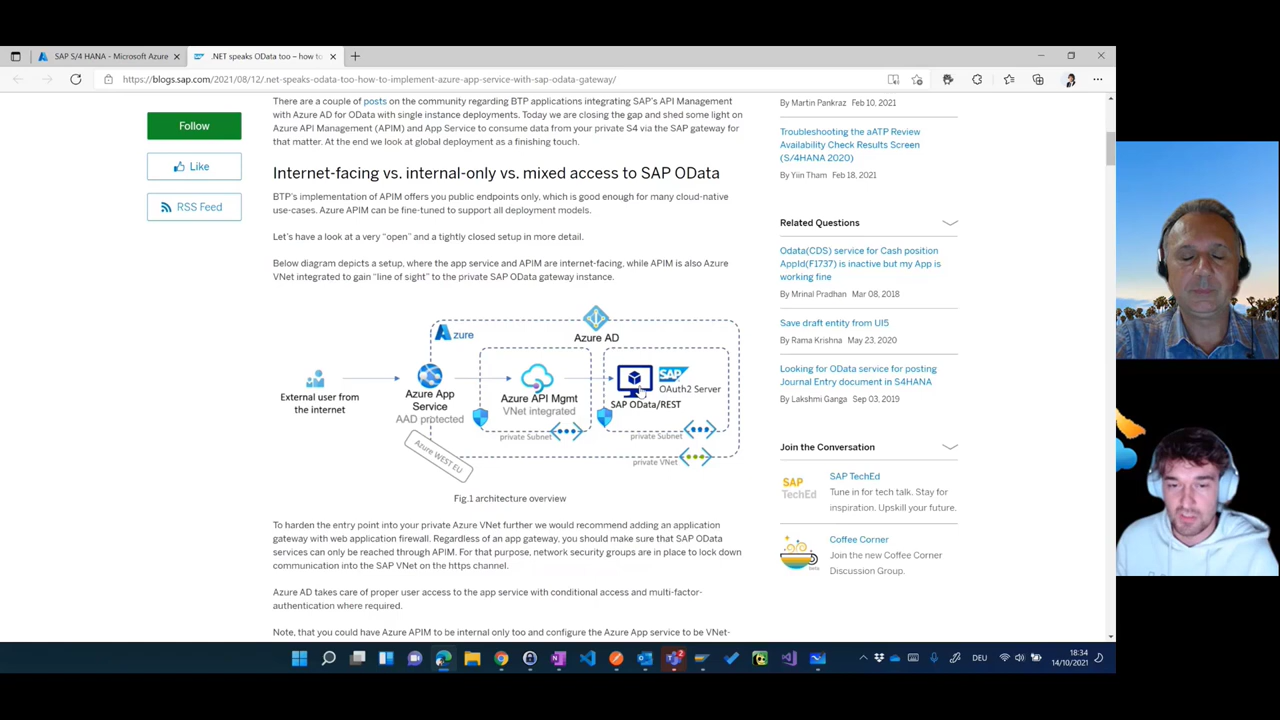 SAP S/4 HANA - Microsoft Azure
.NET speaks OData too – how to
https://blogs.sap.com/2021/08/12/.net-speaks-odata-too-how-to-implement-azure-app-service-with-sap-odata-gateway/
Follow
Like
RSS Feed
There are a couple of posts on the community regarding BTP applications integrating SAP's API Management
with Azure AD for OData with single instance deployments. Today we are closing the gap and shed some light on
Azure API Management (APIM) and App Service to consume data from your private S4 via the SAP gateway for
that matter. At the end we look at global deployment as a finishing touch.
Internet-facing vs. internal-only vs. mixed access to SAP OData
BTP's implementation of APIM offers you public endpoints only, which is good enough for many cloud-native
use-cases. Azure APIM can be fine-tuned to support all deployment models.
Let's have a look at a very "open" and a tightly closed setup in more detail.
Below diagram depicts a setup, where the app service and APIM are internet-facing, while APIM is also Azure
VNet integrated to gain "line of sight" to the private SAP OData gateway instance.
Azure AD
zure
External user from
the internet
Azure App
Service
AAD protected
Azure API Mgmt
VNet integrated
SAP
OAuth2 Server
SAP OData/REST
private Subnet
private Subnet
private VNet
Azure WEST EU
Fig.1 architecture overview
To harden the entry point into your private Azure VNet further we would recommend adding an application
gateway with web application firewall. Regardless of an app gateway, you should make sure that SAP OData
services can only be reached through APIM. For that purpose, network security groups are in place to lock down
communication into the SAP VNet on the https channel.
Azure AD takes care of proper user access to the app service with conditional access and multi-factor-
authentication where required.
Note, that you could have Azure APIM to be internal only too and configure the Azure App service to be VNet-
By Martin Pankraz Feb 10, 2021
Troubleshooting the aATP Review
Availability Check Results Screen
(S/4HANA 2020)
By Yiin Tham Feb 18, 2021
Related Questions
Odata(CDS) service for Cash position
AppId(F1737) is inactive but my App is
working fine
By Mrinal Pradhan Mar 08, 2018
Save draft entity from UI5
By Rama Krishna May 23, 2020
Looking for OData service for posting
Journal Entry document in S4HANA
By Lakshmi Ganga Sep 03, 2019
Join the Conversation
SAP
TechEd
SAP TechEd
Tune in for tech talk. Stay for
inspiration. Upskill your future.
Coffee Corner
Join the new Coffee Corner
Discussion Group.
DEU
18:34
14/10/2021